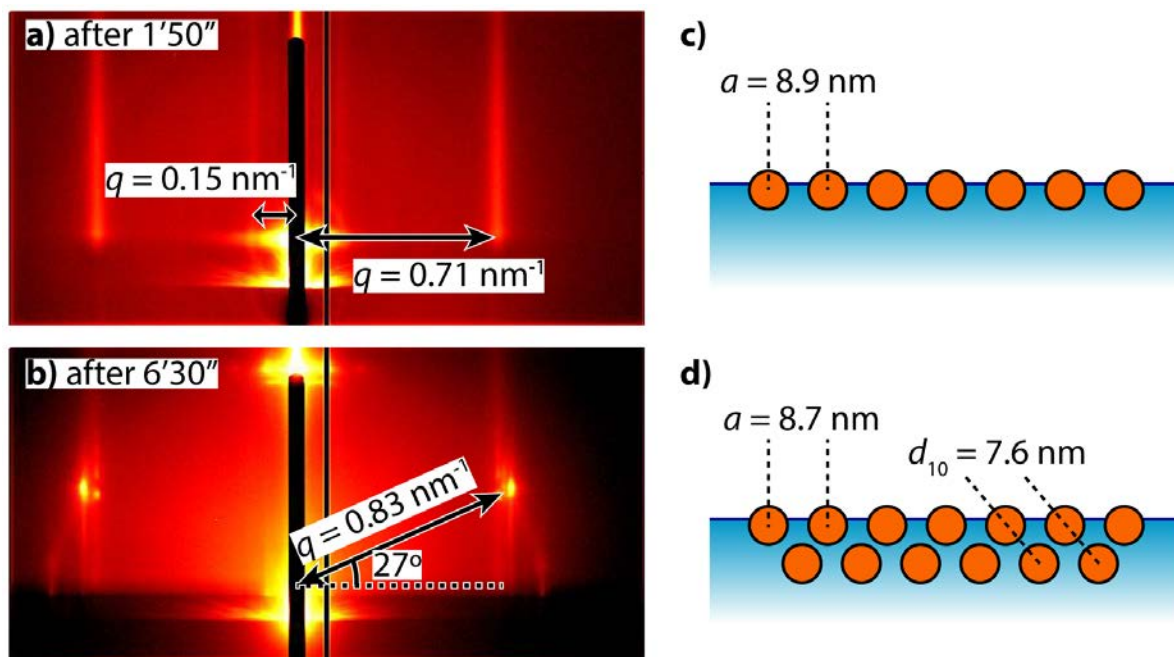 a) after 1′50″
q = 0.15 nm⁻¹
q = 0.71 nm⁻¹
c)
a = 8.9 nm
b) after 6′30″
q = 0.83 nm⁻¹
27°
d)
a = 8.7 nm
d₁₀ = 7.6 nm